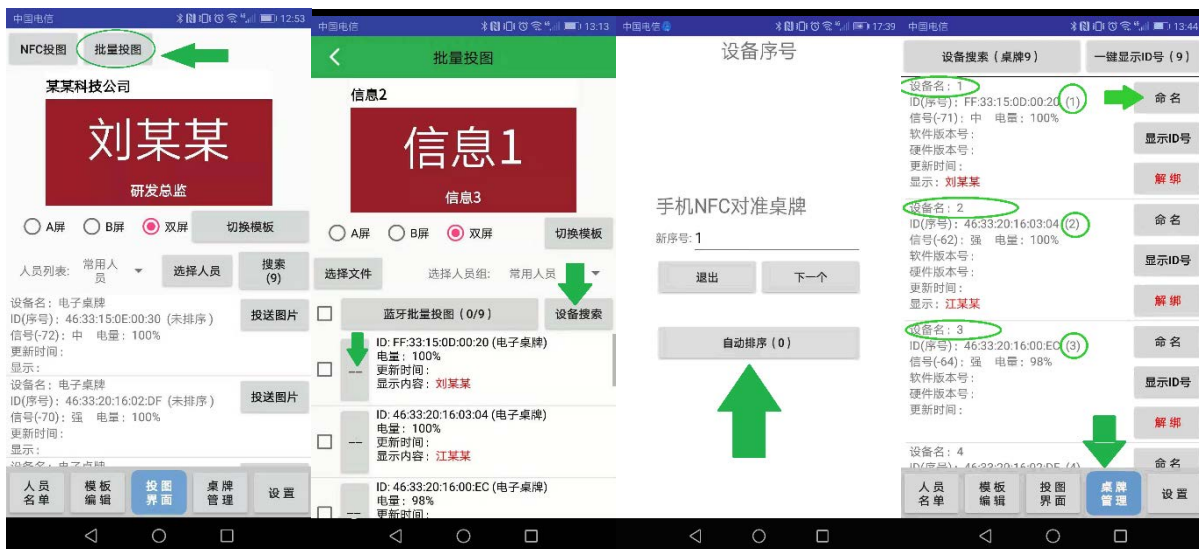 中国电信 12:53
NFC投图 批量投图
某某科技公司
刘某某
研发总监
A屏 B屏 双屏 切换模板
人员列表: 常用人员 选择人员 搜索(9)
设备名: 电子桌牌
ID(序号): 46:33:15:0E:00:30 (未排序) 投送图片
信号(-72): 中 电量: 100%
更新时间:
显示:
设备名: 电子桌牌
ID(序号): 46:33:20:16:02:DF (未排序) 投送图片
信号(-70): 强 电量: 100%
更新时间:
显示:
设备名: 电子桌牌
人员名单 模板编辑 投图界面 桌牌管理 设置
中国电信 13:13
批量投图
信息2
信息1
信息3
A屏 B屏 双屏 切换模板
选择文件 选择人员组: 常用人员
蓝牙批量投图 (0/9) 设备搜索
ID: FF:33:15:0D:00:20 (电子桌牌)
电量: 100%
-- 更新时间:
显示内容: 刘某某
ID: 46:33:20:16:03:04 (电子桌牌)
电量: 100%
-- 更新时间:
显示内容: 江某某
ID: 46:33:20:16:00:EC (电子桌牌)
电量: 98%
-- 更新时间:
中国电信 17:39
设备序号
手机NFC对准桌牌
新序号: 1
退出 下一个
自动排序 (0)
中国电信 13:44
设备搜索 (桌牌9) 一键显示ID号 (9)
设备名: 1
ID(序号): FF:33:15:0D:00:20 (1) 命名
信号(-71): 中 电量: 100%
软件版本号:
硬件版本号: 显示ID号
更新时间:
显示: 刘某某 解绑
设备名: 2
ID(序号): 46:33:20:16:03:04 (2) 命名
信号(-62): 强 电量: 100%
软件版本号:
硬件版本号: 显示ID号
更新时间:
显示: 江某某 解绑
设备名: 3
ID(序号): 46:33:20:16:00:EC (3) 命名
信号(-64): 强 电量: 98%
软件版本号:
硬件版本号: 显示ID号
更新时间:
解绑
设备名: 4
ID(序号): 46:33:20:16:02:DF (4) 命名
人员名单 模板编辑 投图界面 桌牌管理 设置